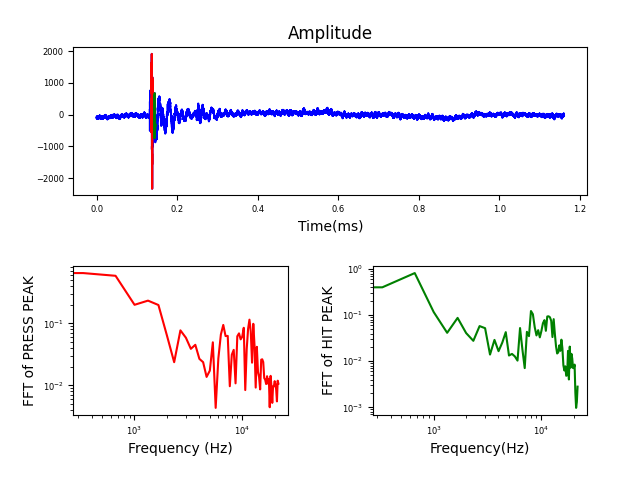 Amplitude
2000
1000
0
−1000
−2000
0.0 0.2 0.4 0.6 0.8 1.0 1.2
Time(ms)
FFT of PRESS PEAK
10⁻¹
10⁻²
10³ 10⁴
Frequency (Hz)
FFT of HIT PEAK
10⁰
10⁻¹
10⁻²
10⁻³
10³ 10⁴
Frequency(Hz)